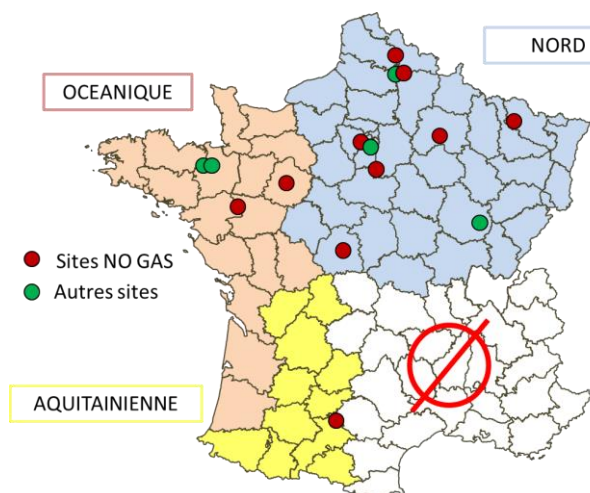 NORD
OCEANIQUE
Sites NO GAS
Autres sites
AQUITAINIENNE